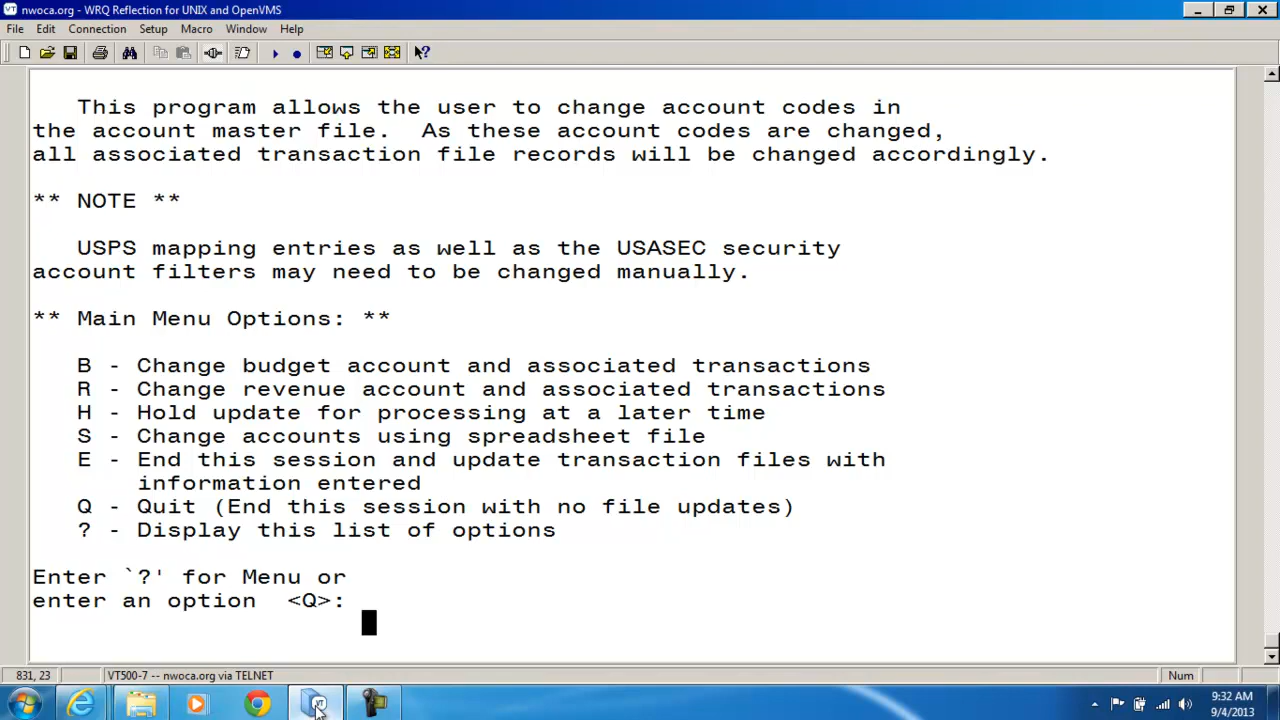 nwoca.org - WRQ Reflection for UNIX and OpenVMS
File Edit Connection Setup Macro Window Help
This program allows the user to change account codes in
the account master file. As these account codes are changed,
all associated transaction file records will be changed accordingly.
** NOTE **
USPS mapping entries as well as the USASEC security
account filters may need to be changed manually.
** Main Menu Options: **
B - Change budget account and associated transactions
R - Change revenue account and associated transactions
H - Hold update for processing at a later time
S - Change accounts using spreadsheet file
E - End this session and update transaction files with
information entered
Q - Quit (End this session with no file updates)
? - Display this list of options
Enter `?' for Menu or
enter an option <Q>:
831, 23 VT500-7 -- nwoca.org via TELNET Num
9:32 AM
9/4/2013